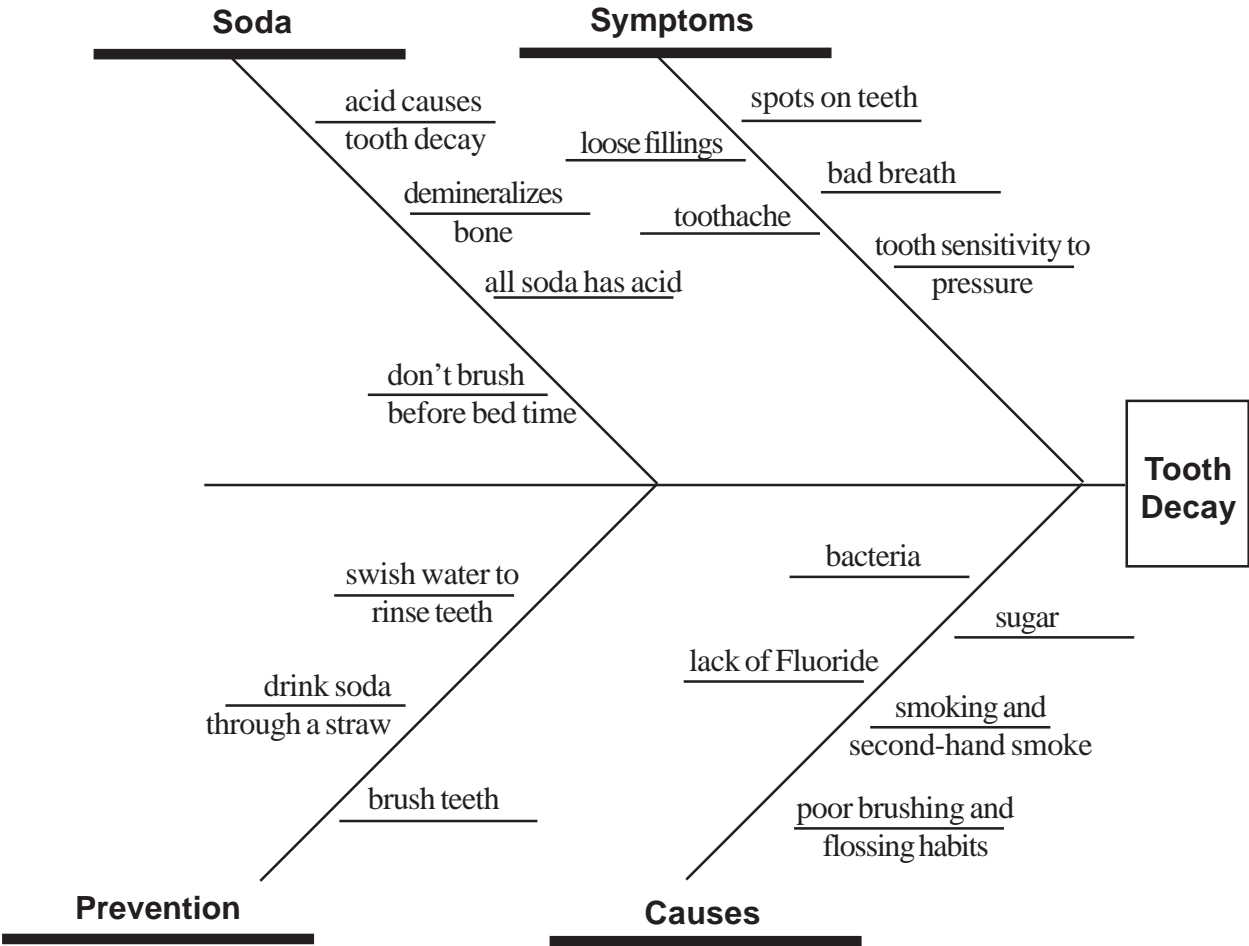 Soda
acid causes
tooth decay
demineralizes
bone
all soda has acid
don’t brush
before bed time
Symptoms
spots on teeth
loose fillings
bad breath
toothache
tooth sensitivity to
pressure
Tooth
Decay
swish water to
rinse teeth
drink soda
through a straw
brush teeth
Prevention
bacteria
sugar
lack of Fluoride
smoking and
second-hand smoke
poor brushing and
flossing habits
Causes